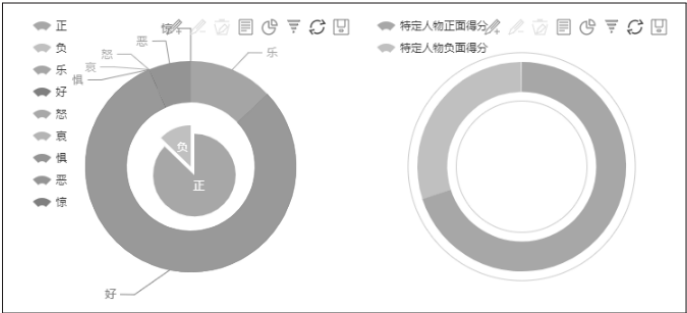 正
负
乐
好
怒
哀
惧
恶
惊
惊
恶
怒
哀
惧
乐
负
正
好
特定人物正面得分
特定人物负面得分